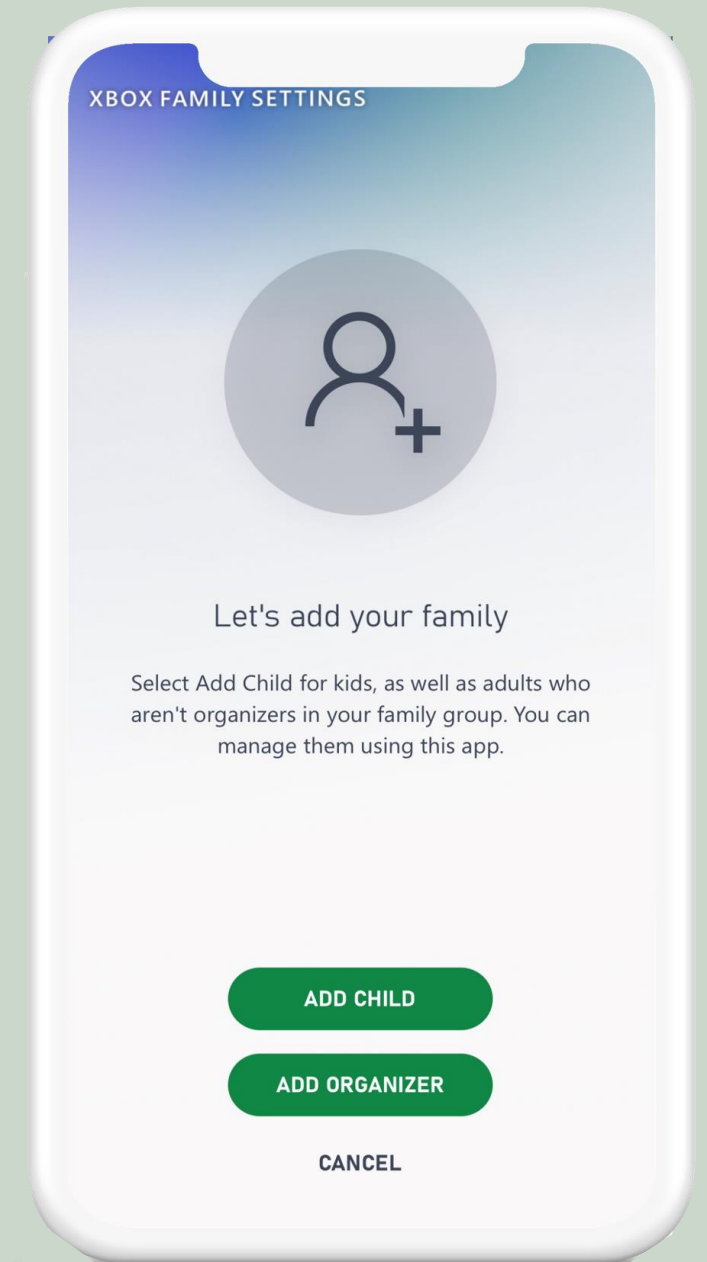 XBOX FAMILY SETTINGS
Let's add your family
Select Add Child for kids, as well as adults who
aren't organizers in your family group. You can
manage them using this app.
ADD CHILD
ADD ORGANIZER
CANCEL